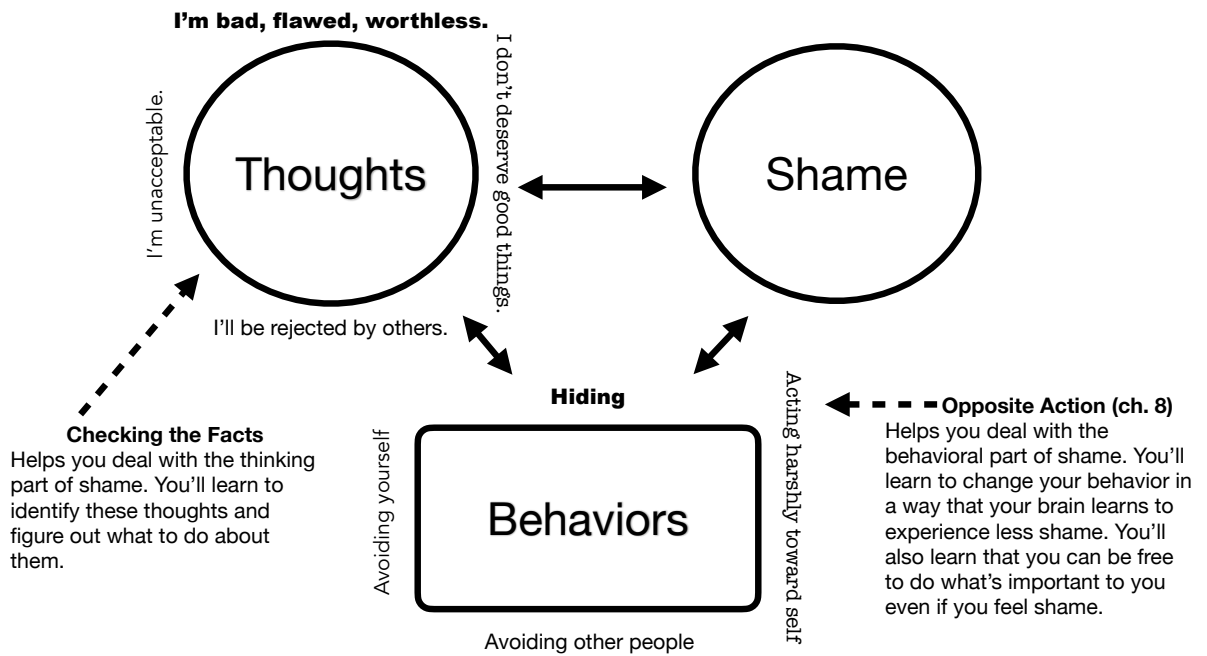 I'm bad, flawed, worthless.
I'm unacceptable.
Thoughts
I don't deserve good things.
Shame
I'll be rejected by others.
Checking the Facts
Helps you deal with the thinking
part of shame. You'll learn to
identify these thoughts and
figure out what to do about
them.
Hiding
Avoiding yourself
Behaviors
Acting harshly toward self
Avoiding other people
Opposite Action (ch. 8)
Helps you deal with the
behavioral part of shame. You'll
learn to change your behavior in
a way that your brain learns to
experience less shame. You'll
also learn that you can be free
to do what's important to you
even if you feel shame.